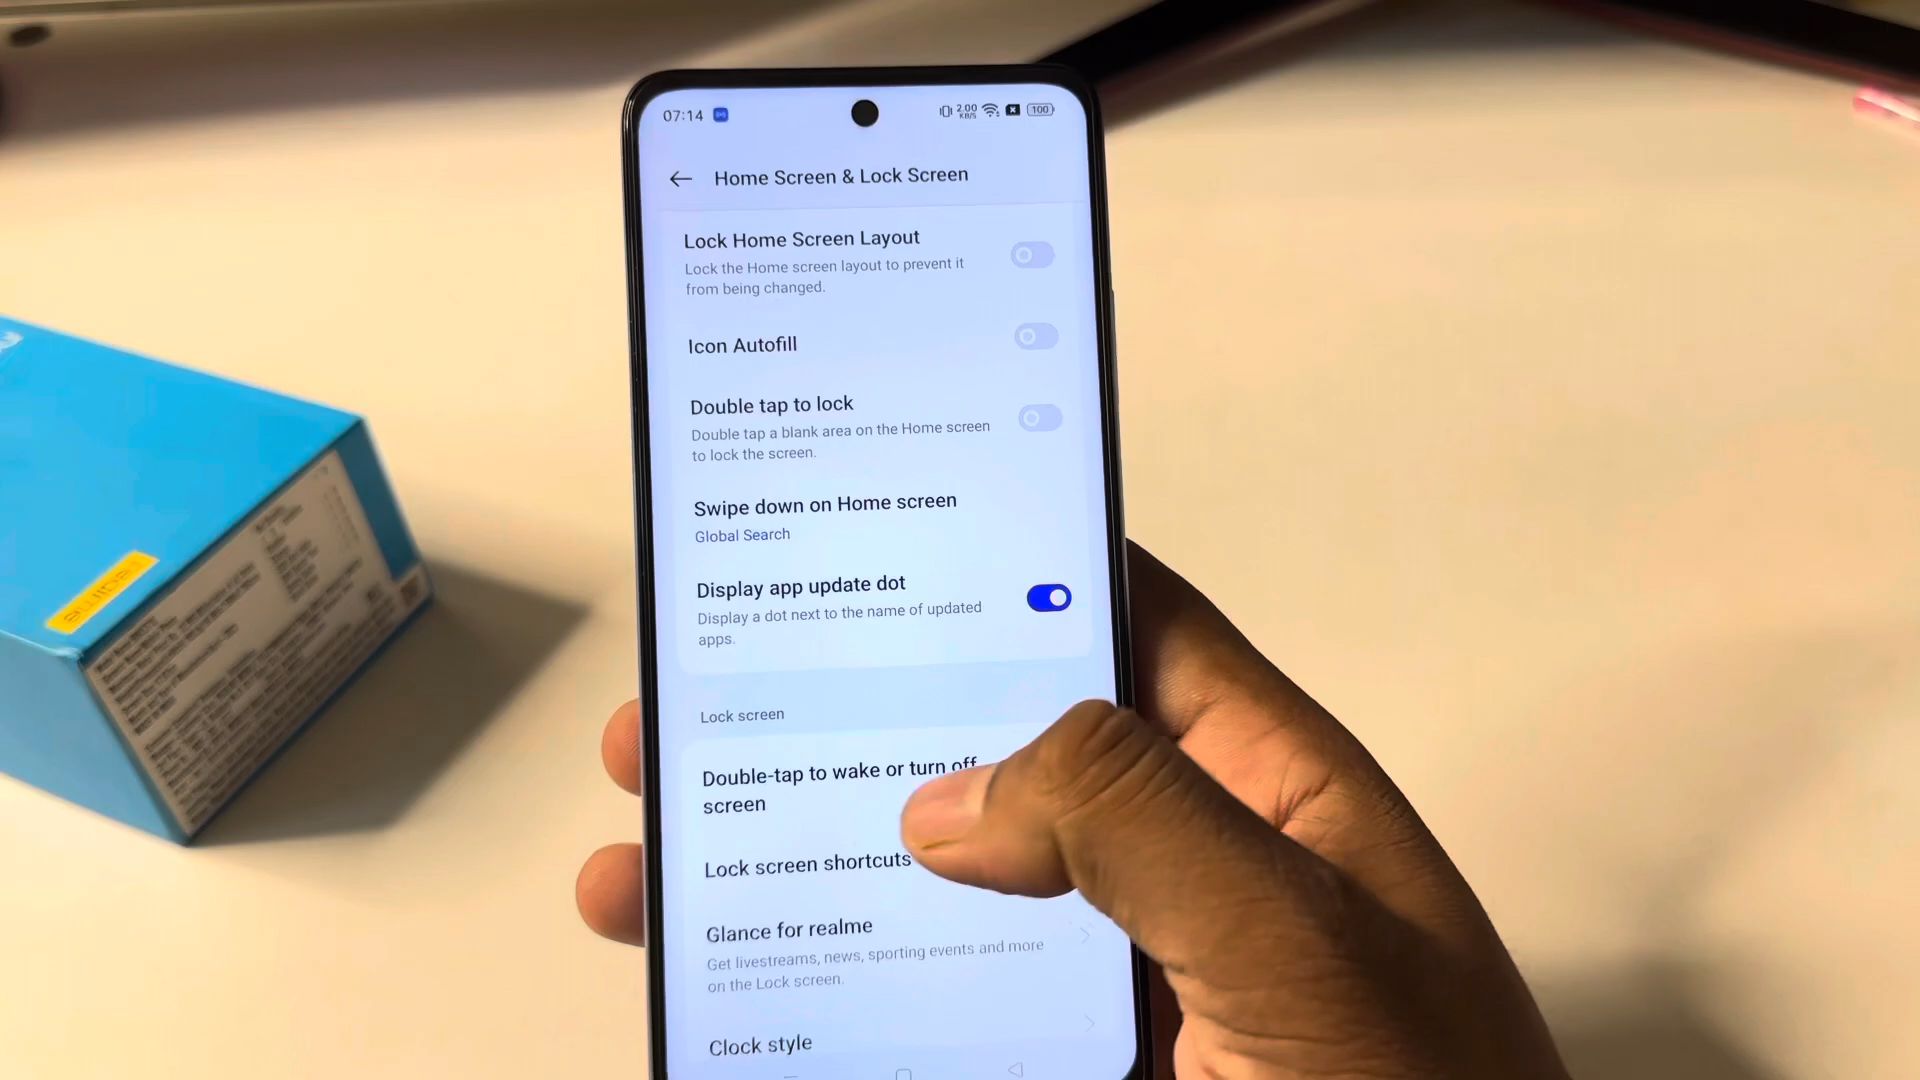 07:14
2.00
KB/S
100
Home Screen & Lock Screen
Lock Home Screen Layout
Lock the Home screen layout to prevent it
from being changed.
Icon Autofill
Double tap to lock
Double tap a blank area on the Home screen
to lock the screen.
Swipe down on Home screen
Global Search
Display app update dot
Display a dot next to the name of updated
apps.
Lock screen
Double-tap to wake or turn off
screen
Lock screen shortcuts
Glance for realme
Get livestreams, news, sporting events and more
on the Lock screen.
Clock style